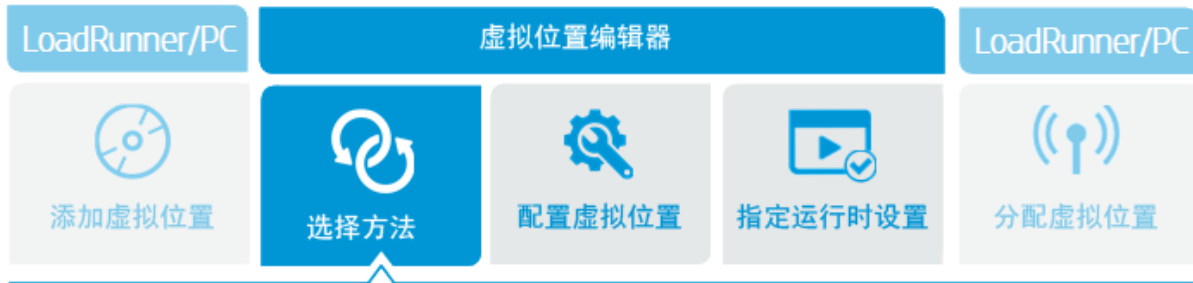 LoadRunner/PC
虚拟位置编辑器
LoadRunner/PC
添加虚拟位置
选择方法
配置虚拟位置
指定运行时设置
分配虚拟位置